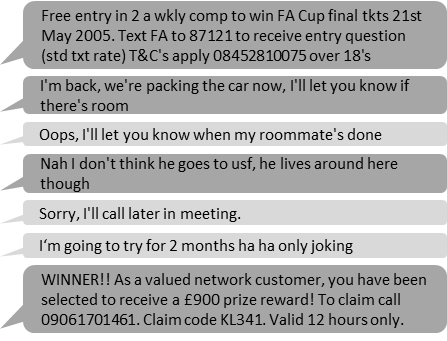 Free entry in 2 a wkly comp to win FA Cup final tkts 21st
May 2005. Text FA to 87121 to receive entry question
(std txt rate) T&C's apply 08452810075 over 18's
I'm back, we're packing the car now, I'll let you know if
there's room
Oops, I'll let you know when my roommate's done
Nah I don't think he goes to usf, he lives around here
though
Sorry, I'll call later in meeting.
I‘m going to try for 2 months ha ha only joking
WINNER!! As a valued network customer, you have been
selected to receive a £900 prize reward! To claim call
09061701461. Claim code KL341. Valid 12 hours only.